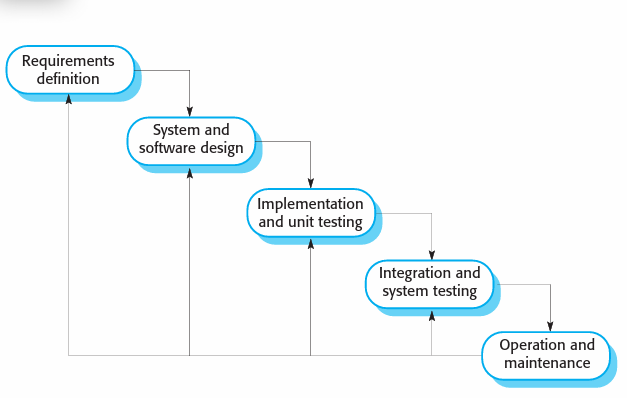 Requirements
definition
System and
software design
Implementation
and unit testing
Integration and
system testing
Operation and
maintenance